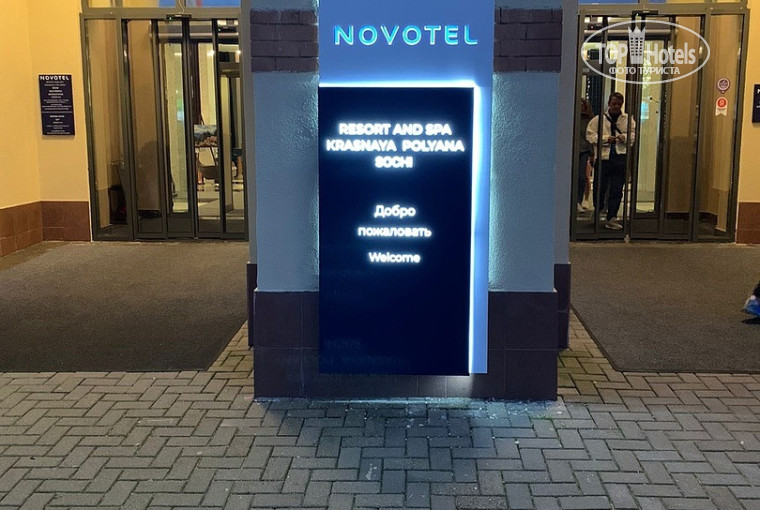 NOVOTEL
RESORT AND SPA
KRASNAYA POLYANA
SOCHI
Добро
пожаловать
Welcome
NOVOTEL
TOP Hotels
ФОТО ТУРИСТА